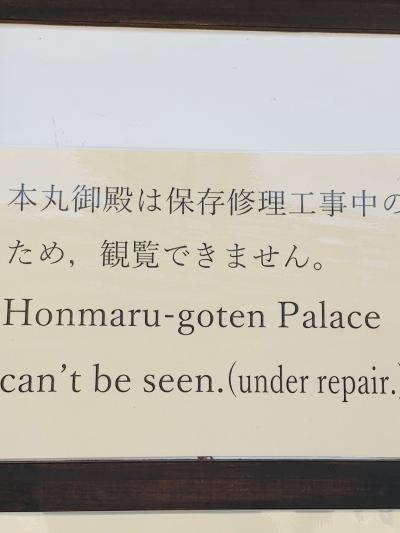 本丸御殿は保存修理工事中の
ため，観覧できません。
Honmaru-goten Palace
can't be seen.(under repair.)